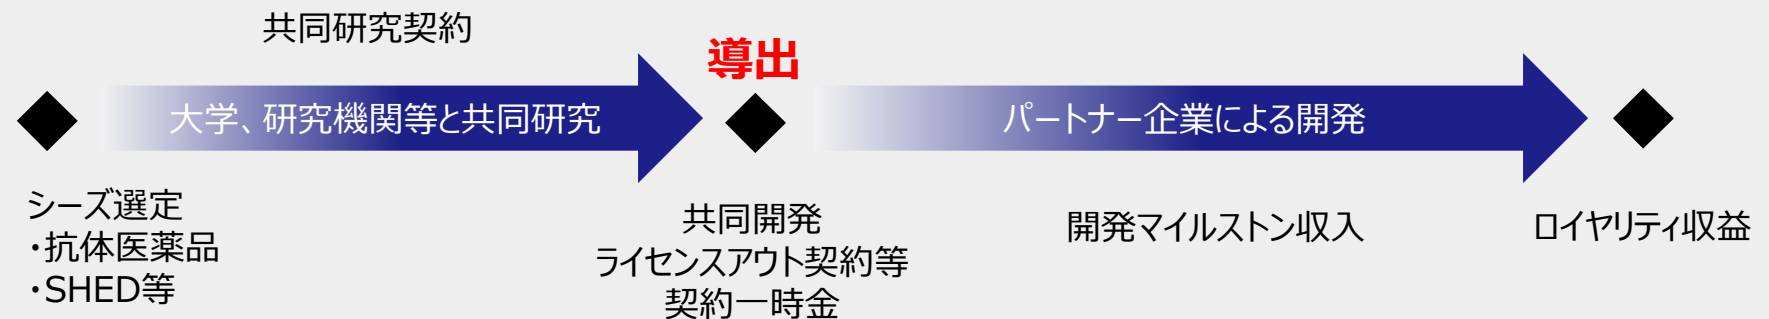 共同研究契約
導出
大学、研究機関等と共同研究
パートナー企業による開発
シーズ選定
・抗体医薬品
・SHED等
共同開発
ライセンスアウト契約等
契約一時金
開発マイルストン収入
ロイヤリティ収益